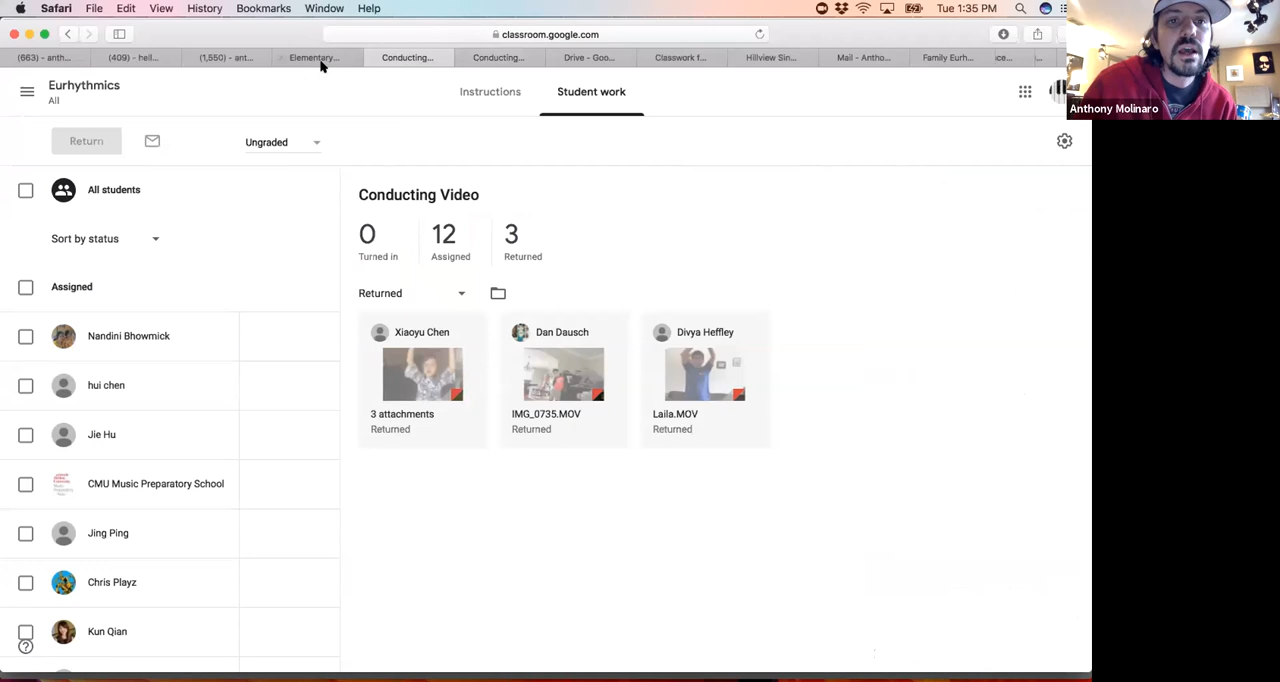 Safari File Edit View History Bookmarks Window Help Tue 1:35 PM
classroom.google.com
(663) - anth... (409) - hell... (1,550) - ant... Elementary... Conducting... Conducting... Drive - Goo... Classwork f... Hillview Sin... Mail - Antho... Family Eurh... ice...
Eurhythmics
All
Instructions Student work
Anthony Molinaro
Return Ungraded
All students
Sort by status
Assigned
Nandini Bhowmick
hui chen
Jie Hu
CMU Music Preparatory School
Jing Ping
Chris Playz
Kun Qian
Conducting Video
0 12 3
Turned in Assigned Returned
Returned
Xiaoyu Chen Dan Dausch Divya Heffley
3 attachments IMG_0735.MOV Laila.MOV
Returned Returned Returned